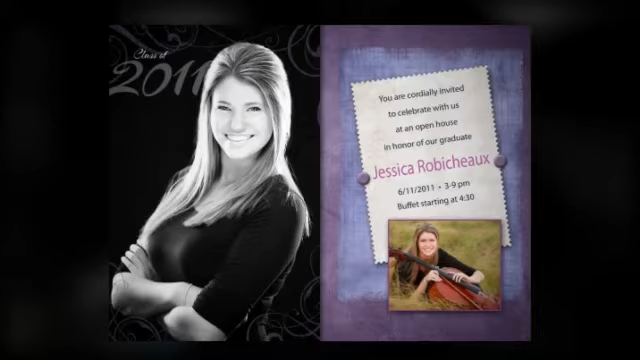 Class of
2011
You are cordially invited
to celebrate with us
at an open house
in honor of our graduate
Jessica Robicheaux
6/11/2011 • 3-9 pm
Buffet starting at 4:30